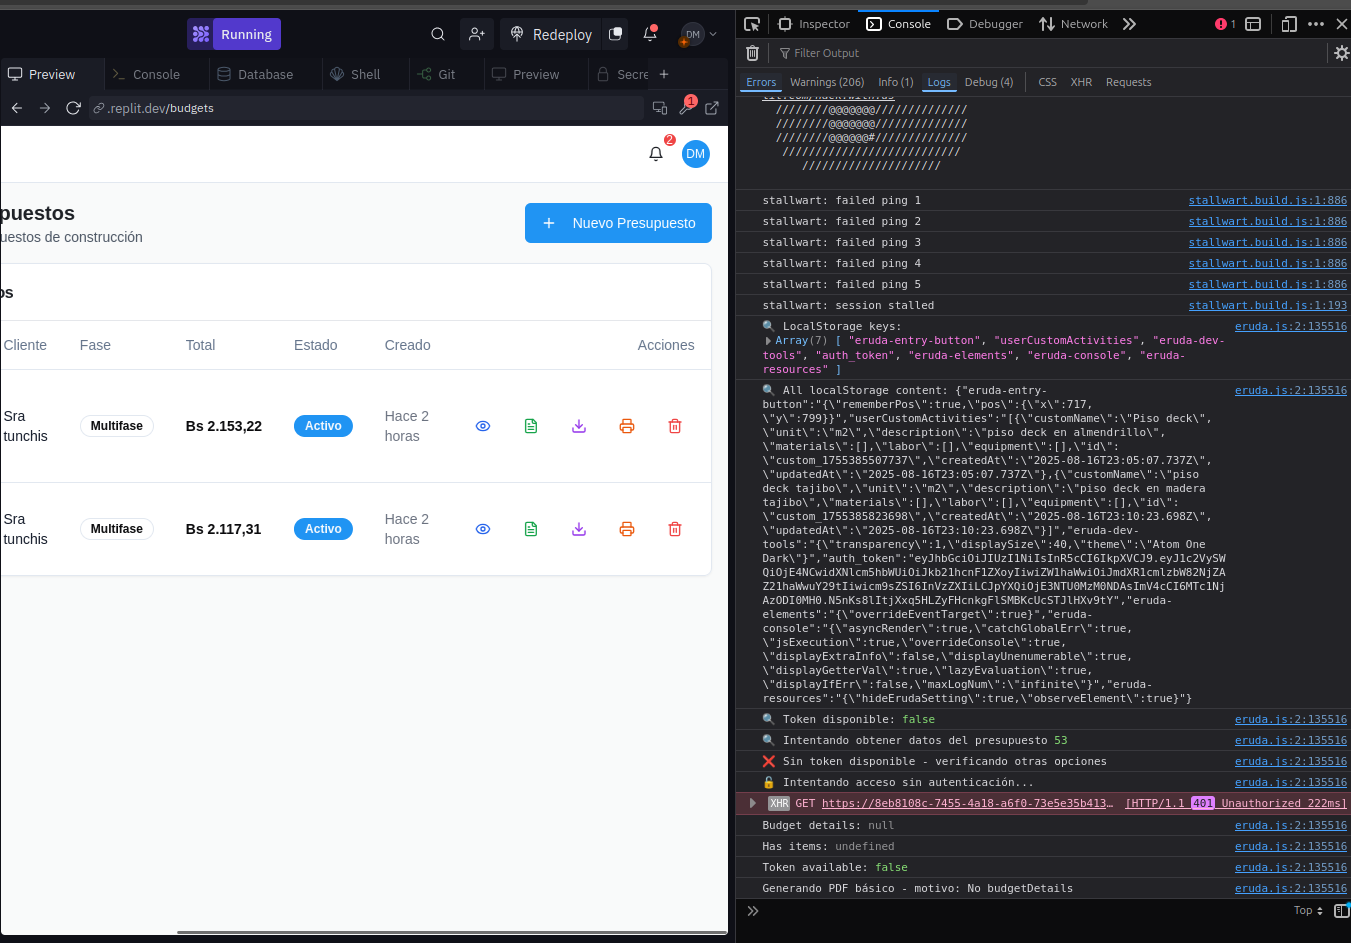 Running
Redeploy
DM
Preview
Console
Database
Shell
Git
Preview
Secre
.replit.dev/budgets
1
2
DM
puestos
uestos de construcción
Nuevo Presupuesto
os
Cliente Fase Total Estado Creado Acciones
Sra
tunchis
Multifase
Bs 2.153,22
Activo
Hace 2
horas
Sra
tunchis
Multifase
Bs 2.117,31
Activo
Hace 2
horas
Inspector
Console
Debugger
Network
1
Filter Output
Errors Warnings (206) Info (1) Logs Debug (4) CSS XHR Requests
////////@@@@@@@//////////////
////////@@@@@@@//////////////
////////@@@@@@#//////////////
///////////////////////////
/////////////////////
stallwart: failed ping 1 stallwart.build.js:1:886
stallwart: failed ping 2 stallwart.build.js:1:886
stallwart: failed ping 3 stallwart.build.js:1:886
stallwart: failed ping 4 stallwart.build.js:1:886
stallwart: failed ping 5 stallwart.build.js:1:886
stallwart: session stalled stallwart.build.js:1:193
🔍 LocalStorage keys: eruda.js:2:135516
Array(7) [ "eruda-entry-button", "userCustomActivities", "eruda-dev-
tools", "auth_token", "eruda-elements", "eruda-console", "eruda-
resources" ]
🔍 All localStorage content: {"eruda-entry- eruda.js:2:135516
button":"{\"rememberPos\":true,\"pos\":{\"x\":717,
\"y\":799}}","userCustomActivities":"[{\"customName\":\"Piso deck\",
\"unit\":\"m2\",\"description\":\"piso deck en almendrillo\",
\"materials\":[],\"labor\":[],\"equipment\":[],\"id\":
\"custom_1755385507737\",\"createdAt\":\"2025-08-16T23:05:07.737Z\",
\"updatedAt\":\"2025-08-16T23:05:07.737Z\"},{\"customName\":\"piso
deck tajibo\",\"unit\":\"m2\",\"description\":\"piso deck en madera
tajibo\",\"materials\":[],\"labor\":[],\"equipment\":[],\"id\":
\"custom_1755385823698\",\"createdAt\":\"2025-08-16T23:10:23.698Z\",
\"updatedAt\":\"2025-08-16T23:10:23.698Z\"}]","eruda-dev-
tools":"{\"transparency\":1,\"displaySize\":40,\"theme\":\"Atom One
Dark\"}","auth_token":"eyJhbGciOiJIUzI1NiIsInR5cCI6IkpXVCJ9.eyJ1c2VySW
elements":"{\"overrideEventTarget\":true}","eruda-
console":"{\"asyncRender\":true,\"catchGlobalErr\":true,
\"jsExecution\":true,\"overrideConsole\":true,
\"displayExtraInfo\":false,\"displayUnenumerable\":true,
\"displayGetterVal\":true,\"lazyEvaluation\":true,
\"displayIfErr\":false,\"maxLogNum\":\"infinite\"}","eruda-
resources":"{\"hideErudaSetting\":true,\"observeElement\":true}"}
🔍 Token disponible: false eruda.js:2:135516
🔍 Intentando obtener datos del presupuesto 53 eruda.js:2:135516
❌ Sin token disponible - verificando otras opciones eruda.js:2:135516
🔓 Intentando acceso sin autenticación... eruda.js:2:135516
XHR GET https://8eb8108c-7455-4a18-a6f0-73e5e35b413… [HTTP/1.1 401 Unauthorized 222ms]
Budget details: null eruda.js:2:135516
Has items: undefined eruda.js:2:135516
Token available: false eruda.js:2:135516
Generando PDF básico - motivo: No budgetDetails eruda.js:2:135516
Top